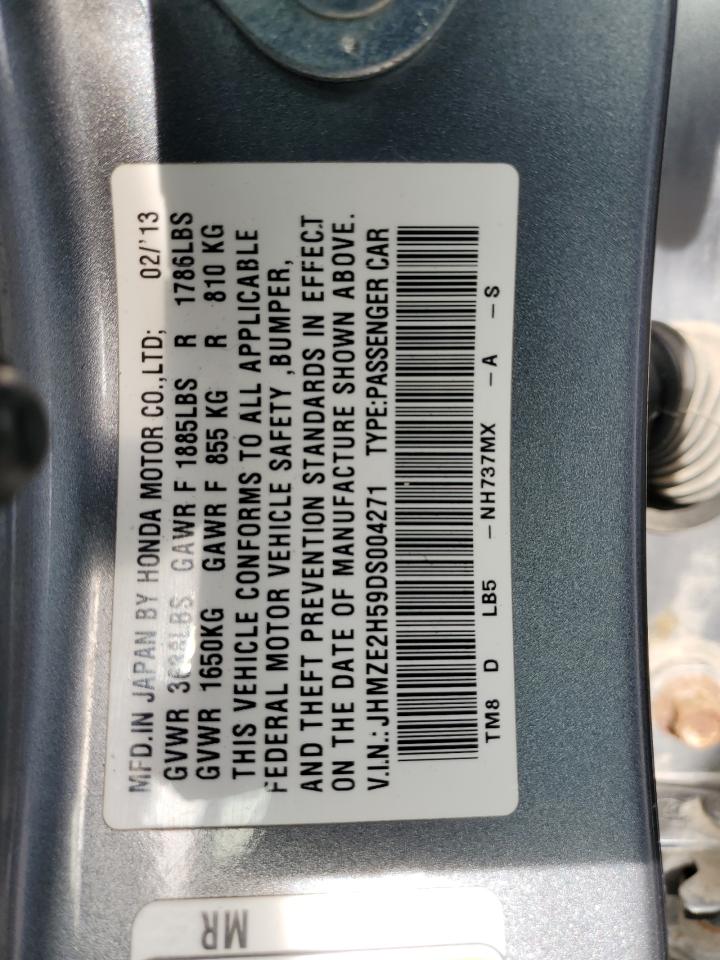 MFD.IN JAPAN BY HONDA MOTOR CO.,LTD; 02/'13
GVWR 3638LBS GAWR F 1885LBS R 1786LBS
GVWR 1650KG GAWR F 855 KG R 810 KG
THIS VEHICLE CONFORMS TO ALL APPLICABLE
FEDERAL MOTOR VEHICLE SAFETY ,BUMPER,
AND THEFT PREVENTION STANDARDS IN EFFECT
ON THE DATE OF MANUFACTURE SHOWN ABOVE.
V.I.N.: JHMZE2H59DS004271 TYPE:PASSENGER CAR
TM8 D LB5 – NH737MX – A – S
MR